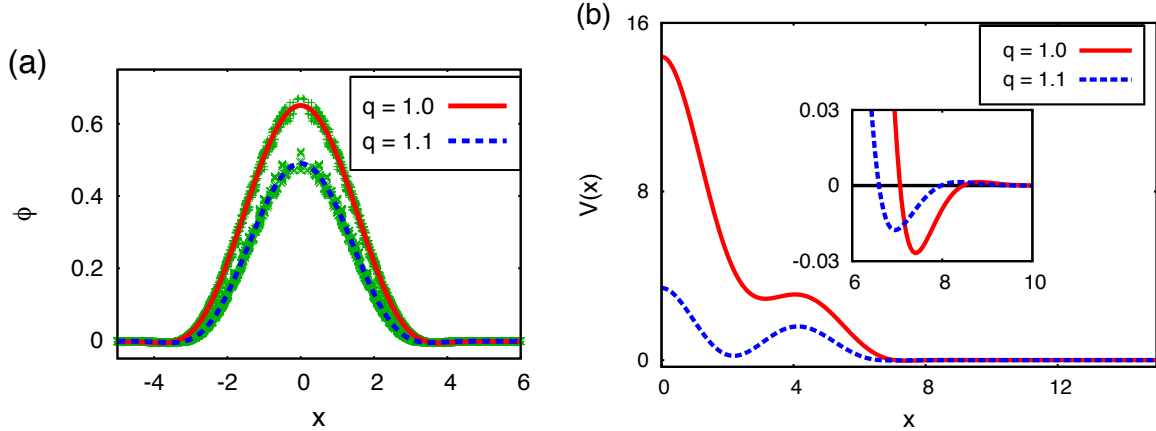 (a)
q = 1.0
q = 1.1
ϕ
0.6
0.4
0.2
0
-4 -2 0 2 4 6
x
(b)
q = 1.0
q = 1.1
V(x)
16
8
0
0 4 8 12
x
0.03
0
-0.03
6 8 10